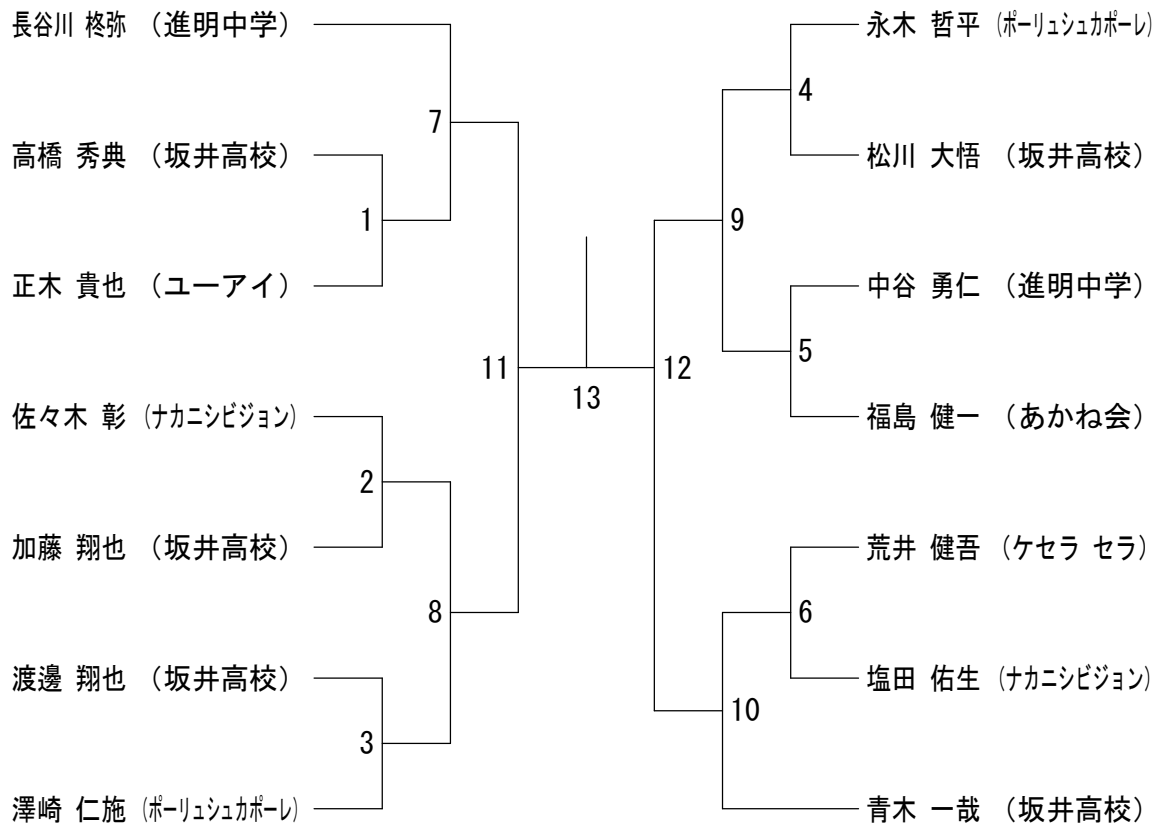 長谷川 柊弥 （進明中学）
7
高橋 秀典 （坂井高校）
1
正木 貴也 （ユーアイ）
11
佐々木 彰 （ナカニシビジョン）
2
加藤 翔也 （坂井高校）
8
渡邊 翔也 （坂井高校）
3
澤崎 仁施 （ポーリュシュカポーレ）
13
永木 哲平 （ポーリュシュカポーレ）
4
松川 大悟 （坂井高校）
9
中谷 勇仁 （進明中学）
5
福島 健一 （あかね会）
12
荒井 健吾 （ケセラ セラ）
6
塩田 佑生 （ナカニシビジョン）
10
青木 一哉 （坂井高校）